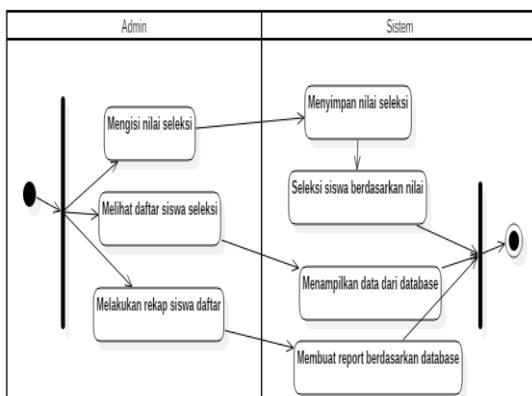 Admin
Sistem
Mengisi nilai seleksi
Menyimpan nilai seleksi
Melihat daftar siswa seleksi
Seleksi siswa berdasarkan nilai
Melakukan rekap siswa daftar
Menampilkan data dari database
Membuat report berdasarkan database